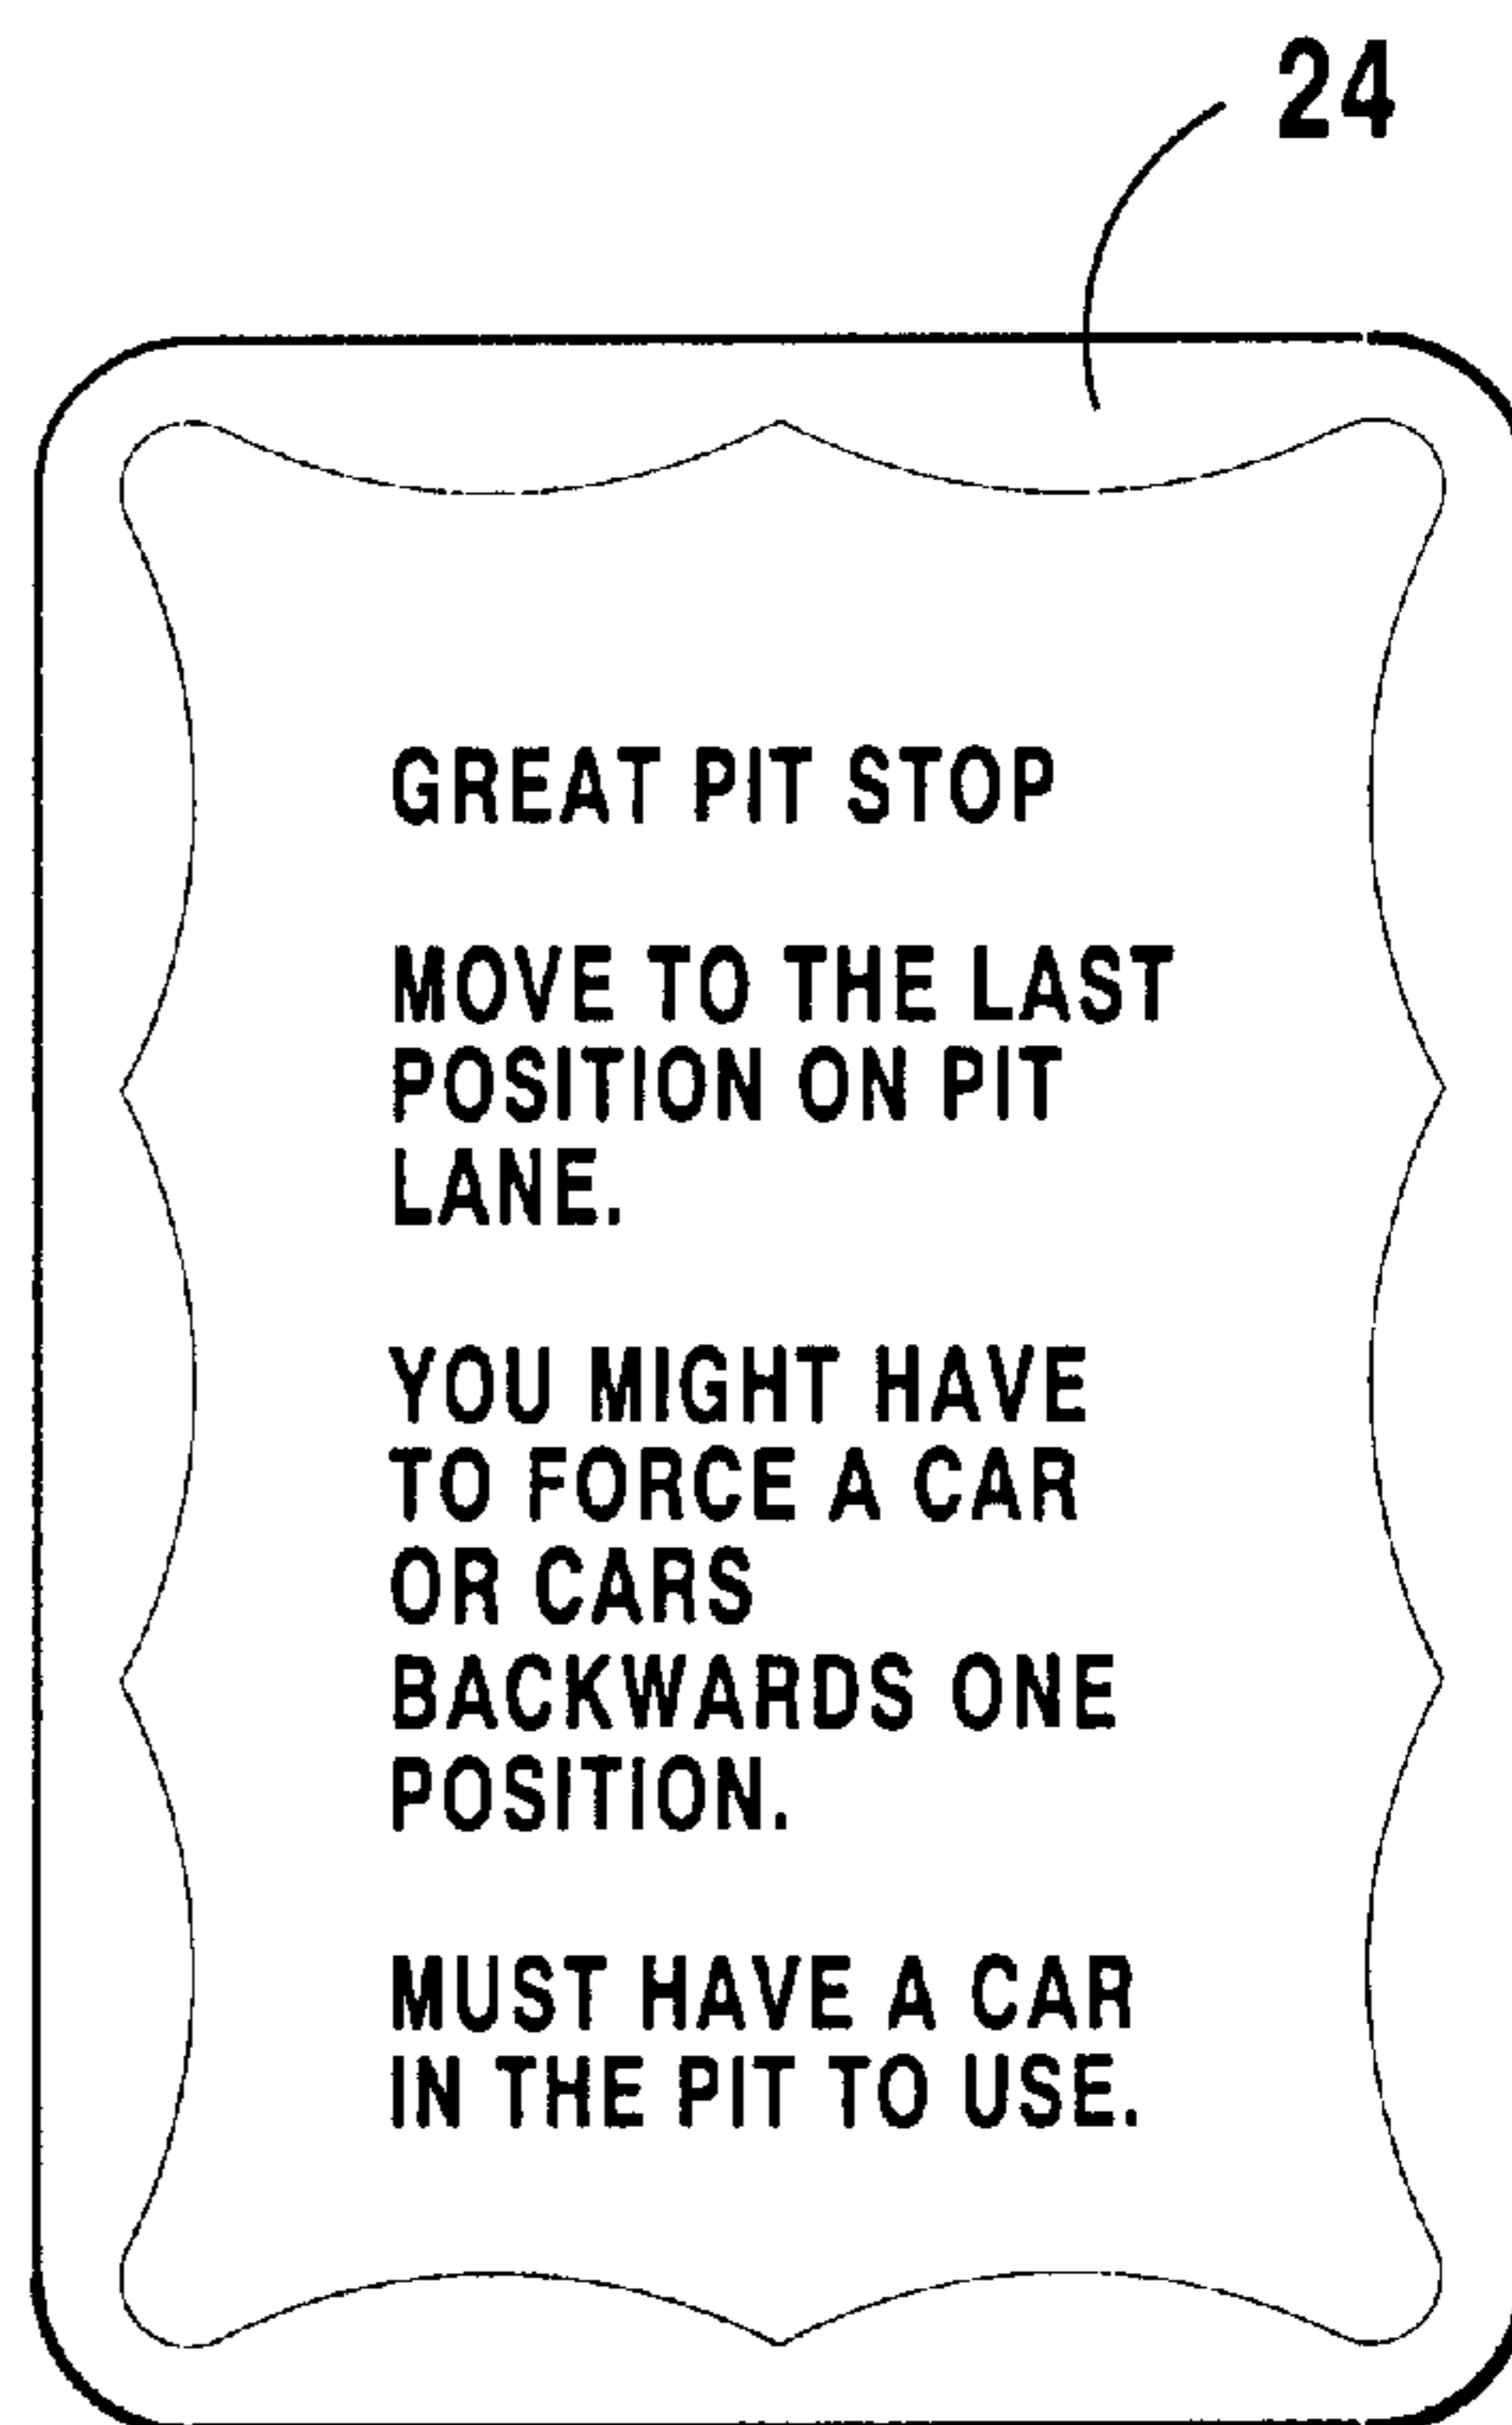 24
GREAT PIT STOP
MOVE TO THE LAST
POSITION ON PIT
LANE.
YOU MIGHT HAVE
TO FORCE A CAR
OR CARS
BACKWARDS ONE
POSITION.
MUST HAVE A CAR
IN THE PIT TO USE.